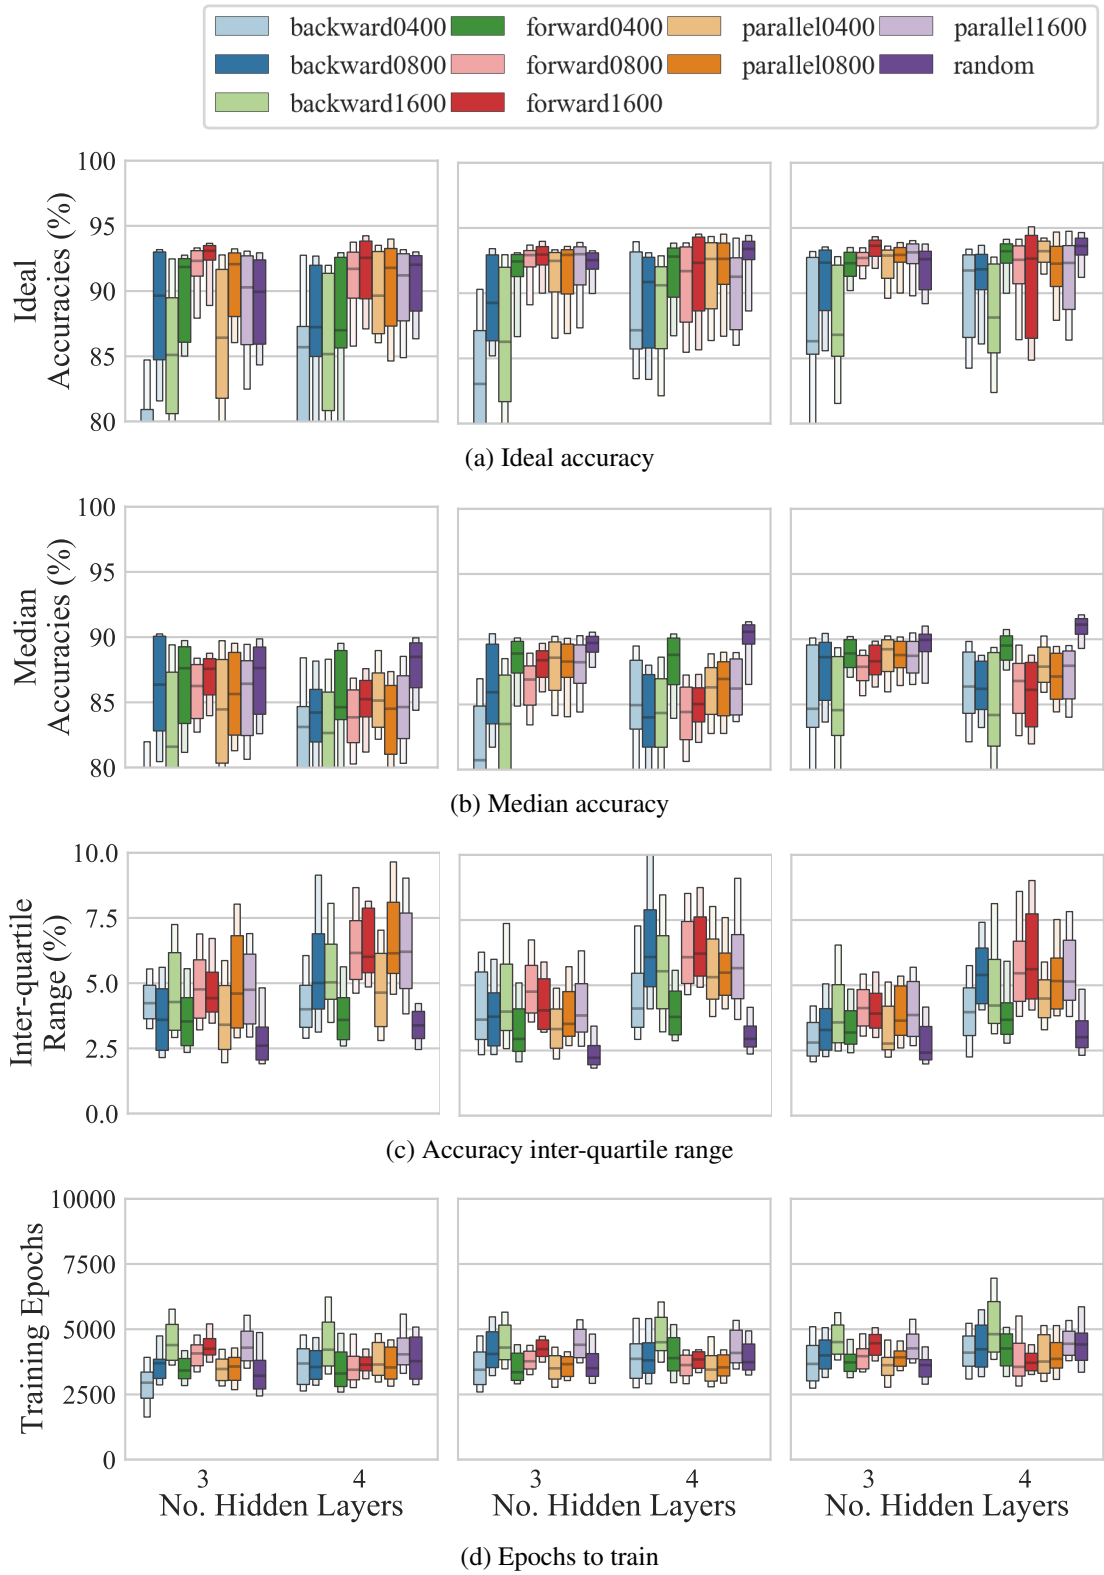 backward0400 forward0400 parallel0400 parallel1600
backward0800 forward0800 parallel0800 random
backward1600 forward1600
Ideal
Accuracies (%)
100
95
90
85
80
(a) Ideal accuracy
Median
Accuracies (%)
100
95
90
85
80
(b) Median accuracy
Inter-quartile
Range (%)
10.0
7.5
5.0
2.5
0.0
(c) Accuracy inter-quartile range
Training Epochs
10000
7500
5000
2500
0
3 4 3 4 3 4
No. Hidden Layers No. Hidden Layers No. Hidden Layers
(d) Epochs to train